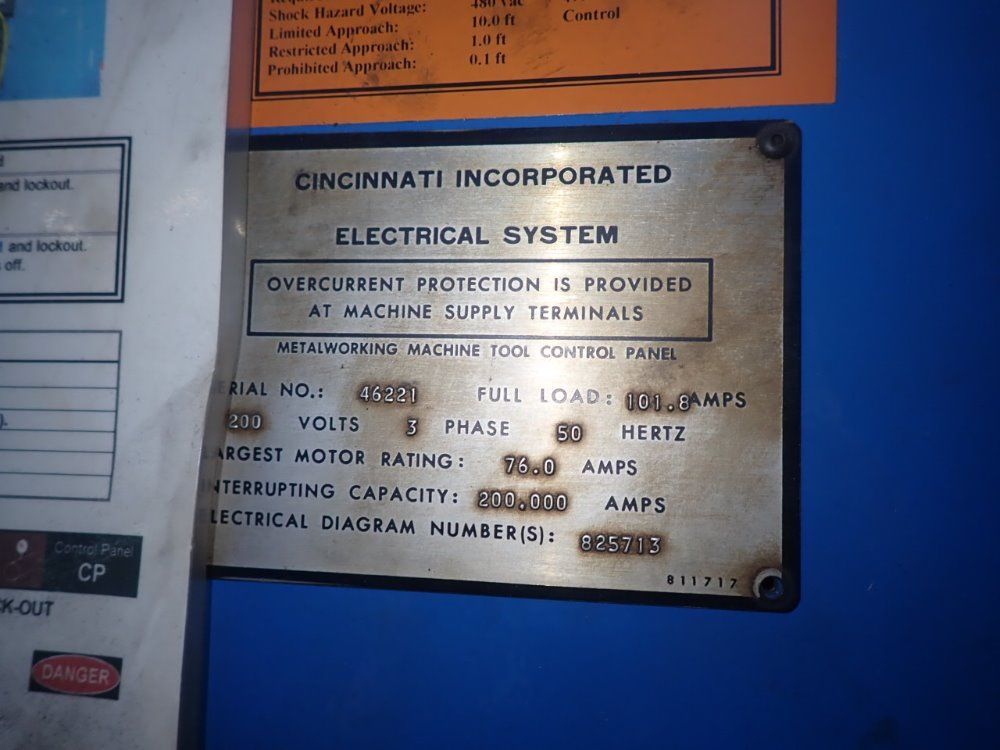 Shock Hazard Voltage: 480 Vac
Limited Approach: 10.0 ft Control
Restricted Approach: 1.0 ft
Prohibited Approach: 0.1 ft
and lockout.
and lockout.
off.
Control Panel
CP
CK-OUT
DANGER
CINCINNATI INCORPORATED
ELECTRICAL SYSTEM
OVERCURRENT PROTECTION IS PROVIDED
AT MACHINE SUPPLY TERMINALS
METALWORKING MACHINE TOOL CONTROL PANEL
ERIAL NO.: 46221 FULL LOAD: 101.8 AMPS
200 VOLTS 3 PHASE 50 HERTZ
ARGEST MOTOR RATING: 76.0 AMPS
NTERRUPTING CAPACITY: 200.000 AMPS
LECTRICAL DIAGRAM NUMBER(S): 825713
811717